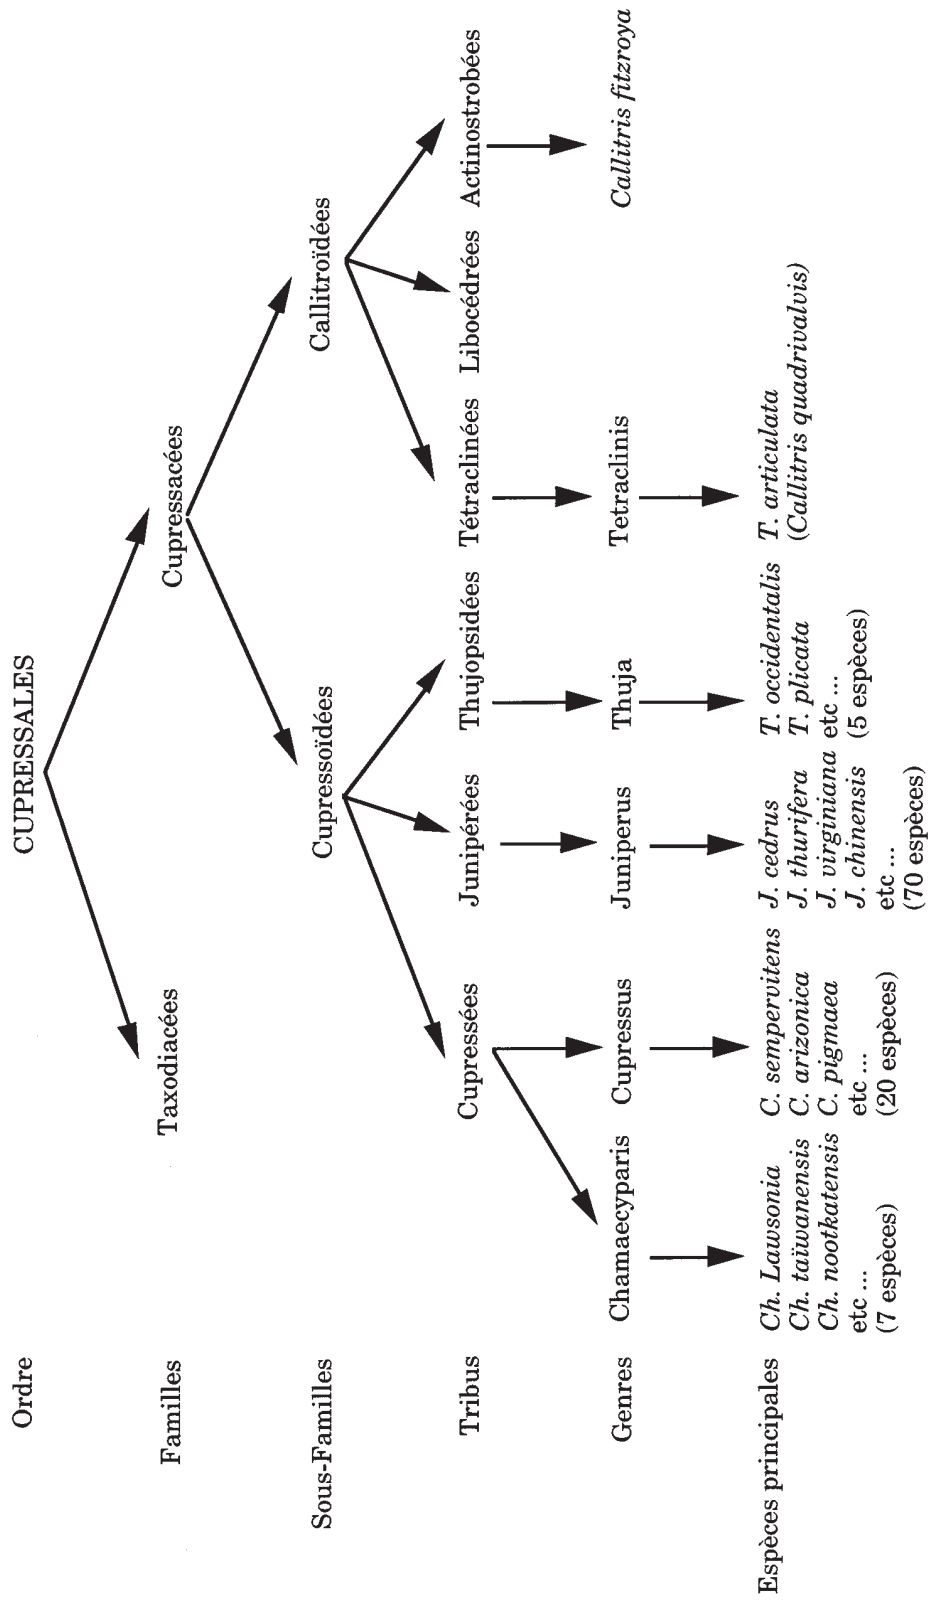 Ordre
CUPRESSALES
Familles
Taxodiacées
Cupressacées
Sous-Familles
Cupressoïdées
Callitroïdées
Tribus
Cupressées
Junipérées
Thujopsidées
Tétraclinées
Libocédrées
Actinostrobées
Genres
Chamaecyparis
Cupressus
Juniperus
Thuja
Tetraclinis
Callitris fitzroya
Espèces principales
Ch. Lawsonia
Ch. taïwanensis
Ch. nootkatensis
etc ...
(7 espèces)
C. sempervitens
C. arizonica
C. pigmaea
etc ...
(20 espèces)
J. cedrus
J. thurifera
J. virginiana
J. chinensis
etc ...
(70 espèces)
T. occidentalis
T. plicata
etc ...
(5 espèces)
T. articulata
(Callitris quadrivalvis)